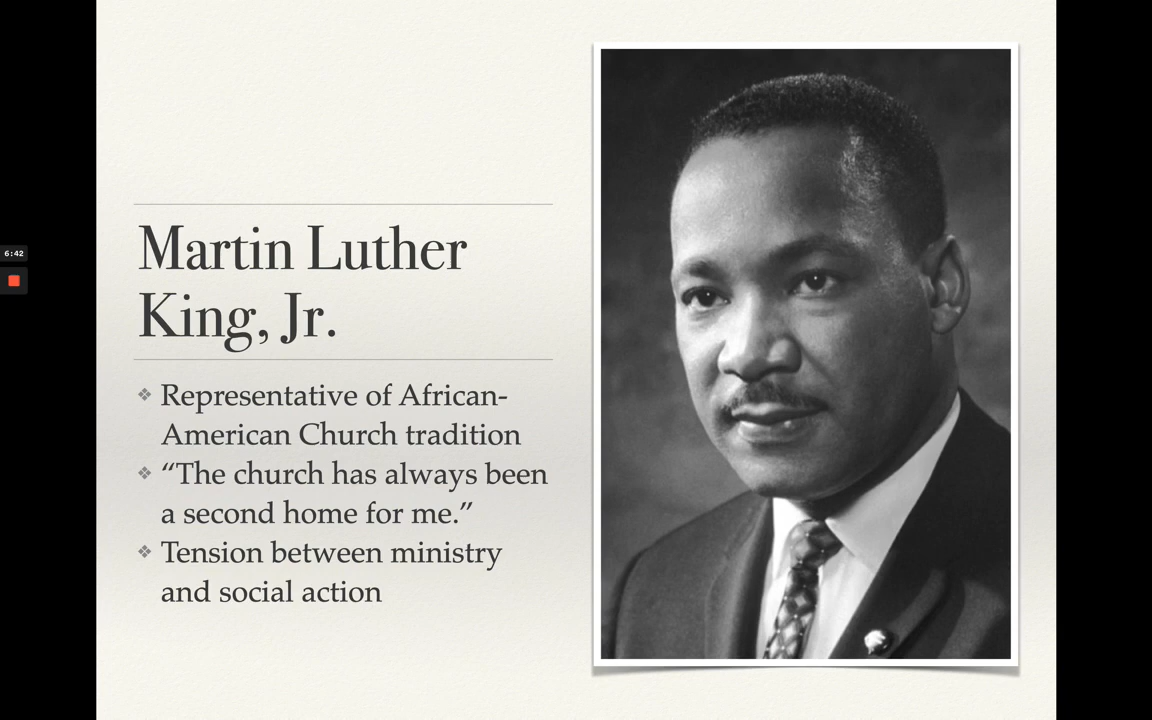 6:42
Martin Luther
King, Jr.
❖ Representative of African-
American Church tradition
❖ “The church has always been
a second home for me.”
❖ Tension between ministry
and social action